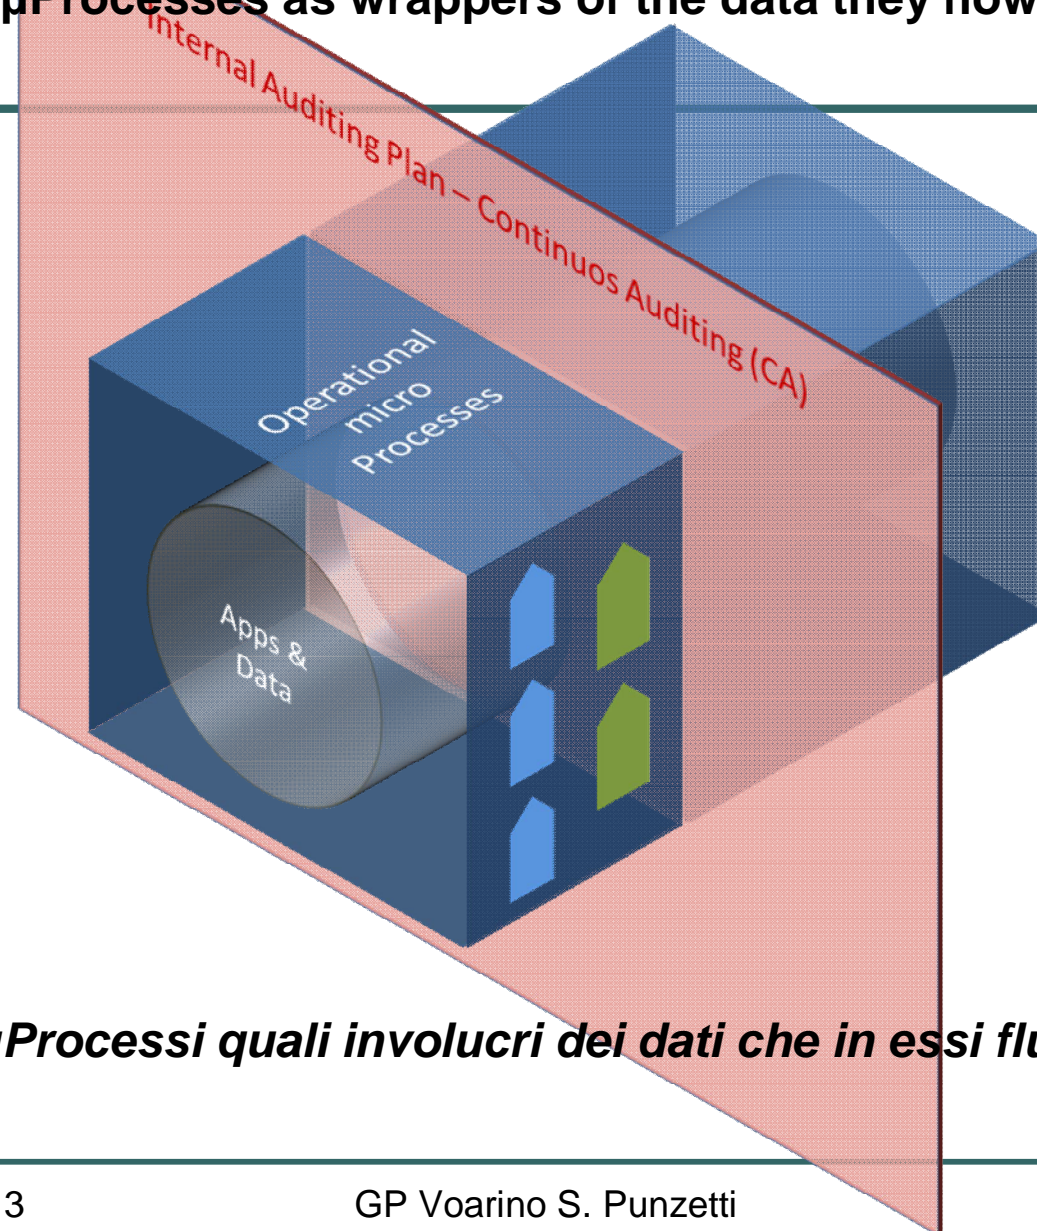 µProcesses as wrappers of the data they flow
Internal Auditing Plan – Continuos Auditing (CA)
Operational
micro
Processes
Apps &
Data
Processi quali involucri dei dati che in essi
3
GP Voarino S. Punzetti